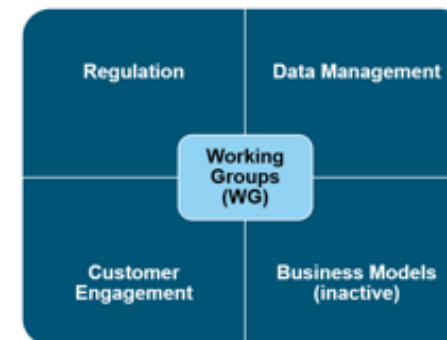 Regulation
Data Management
Working
Groups
(WG)
Customer
Engagement
Business Models
(inactive)